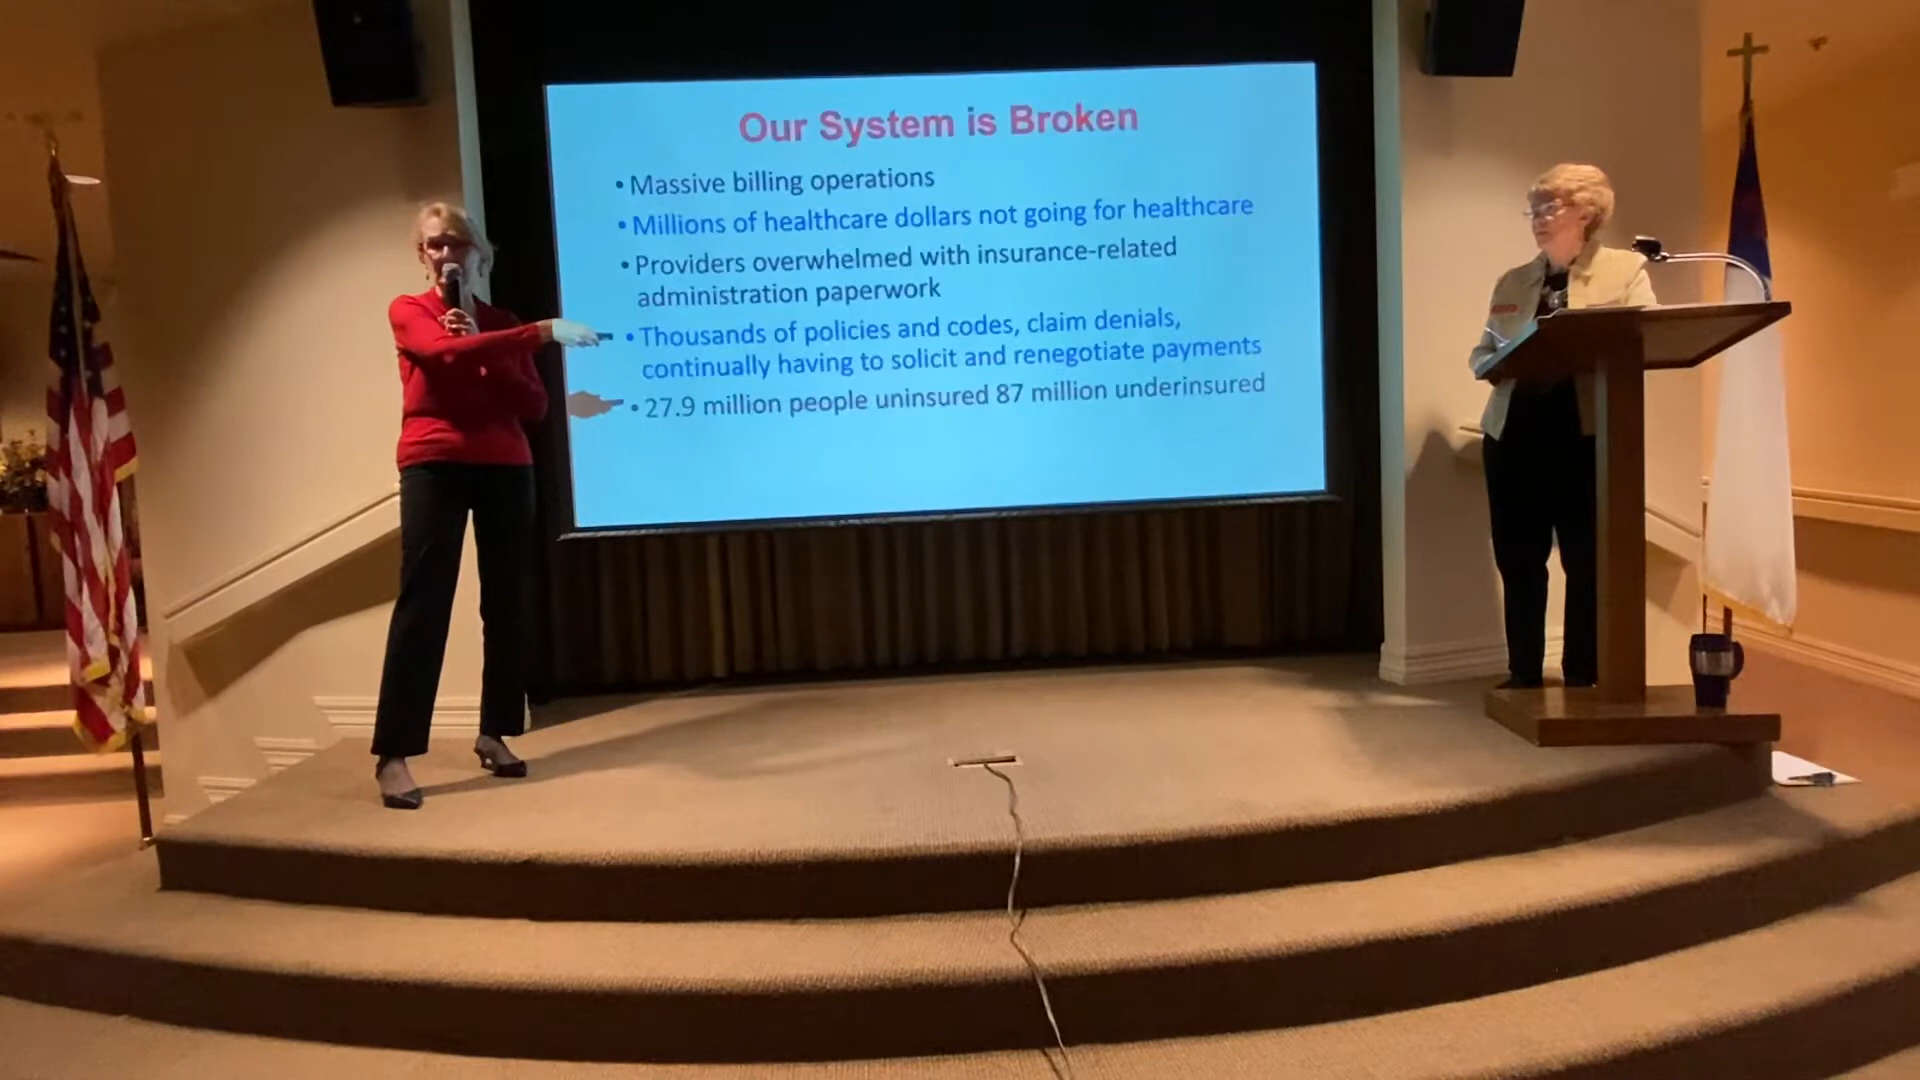 Our System is Broken
• Massive billing operations
• Millions of healthcare dollars not going for healthcare
• Providers overwhelmed with insurance-related
administration paperwork
• Thousands of policies and codes, claim denials,
continually having to solicit and renegotiate payments
• 27.9 million people uninsured 87 million underinsured